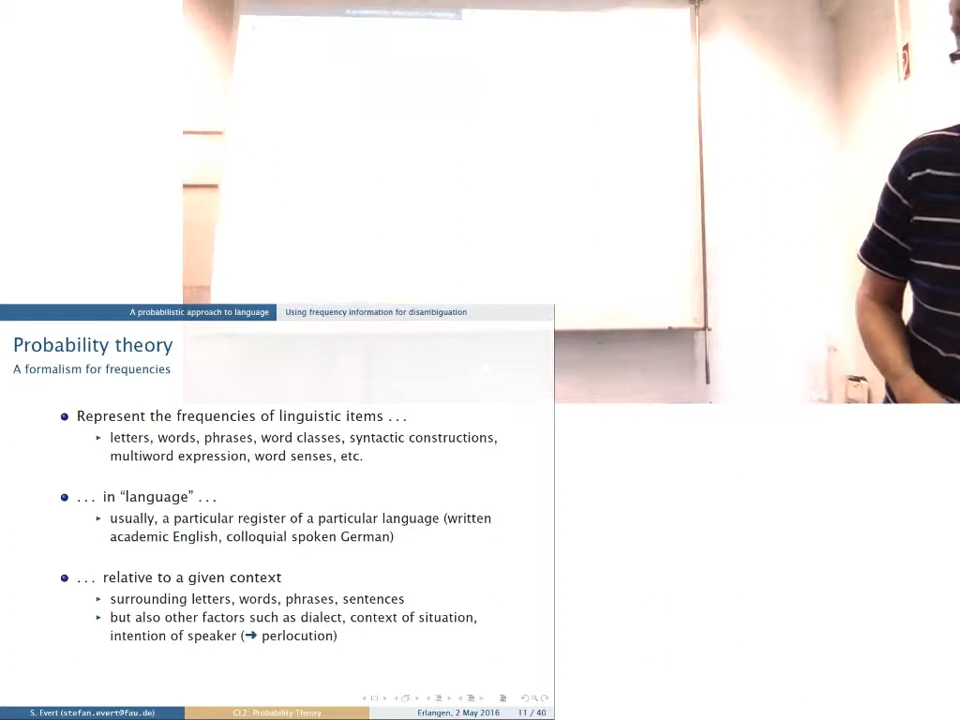 A probabilistic approach to language
Using frequency information for disambiguation
Probability theory
A formalism for frequencies
Represent the frequencies of linguistic items . . .
letters, words, phrases, word classes, syntactic constructions,
multiword expression, word senses, etc.
. . . in “language” . . .
usually, a particular register of a particular language (written
academic English, colloquial spoken German)
. . . relative to a given context
surrounding letters, words, phrases, sentences
but also other factors such as dialect, context of situation,
intention of speaker (➜ perlocution)
S. Evert (stefan.evert@fau.de)
CL2: Probability Theory
Erlangen, 2 May 2016
11 / 40